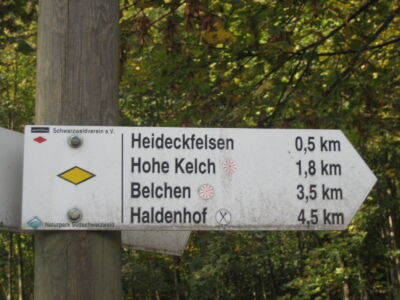 Schwarzwaldverein e.V.
Heideckfelsen 0,5 km
Hohe Kelch 1,8 km
Belchen 3,5 km
Haldenhof 4,5 km
Naturpark Südschwarzwald